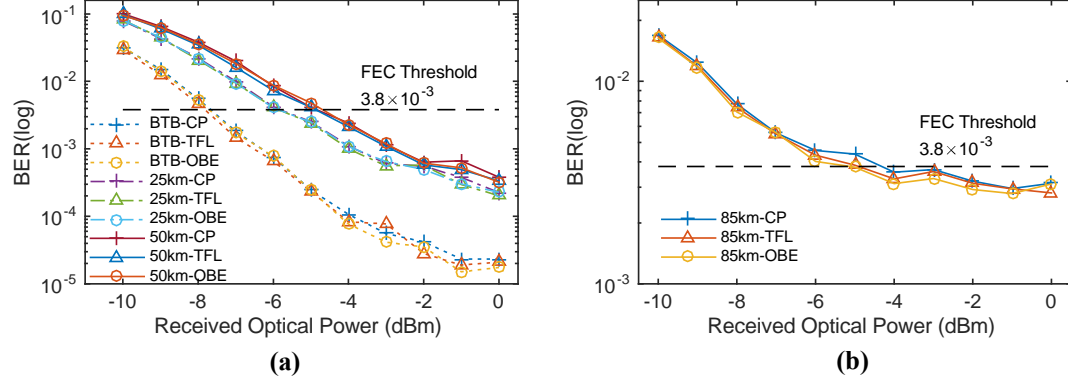 BER(log)
10⁻¹
10⁻²
10⁻³
10⁻⁴
10⁻⁵
FEC Threshold
3.8×10⁻³
BTB-CP
BTB-TFL
BTB-OBE
25km-CP
25km-TFL
25km-OBE
50km-CP
50km-TFL
50km-OBE
-10 -8 -6 -4 -2 0
Received Optical Power (dBm)
(a)
BER(log)
10⁻²
10⁻³
FEC Threshold
3.8×10⁻³
85km-CP
85km-TFL
85km-OBE
-10 -8 -6 -4 -2 0
Received Optical Power (dBm)
(b)